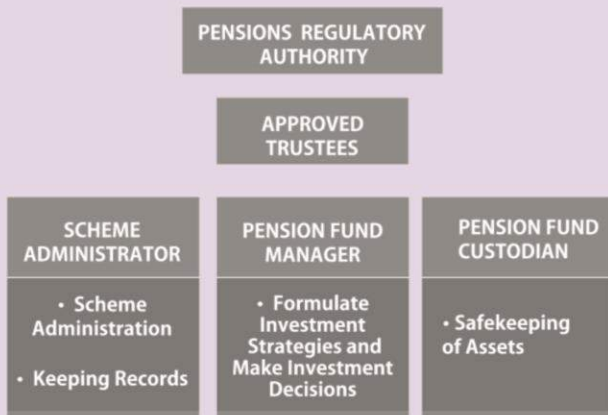 PENSIONS REGULATORY
AUTHORITY
APPROVED
TRUSTEES
SCHEME
ADMINISTRATOR
• Scheme
Administration
• Keeping Records
PENSION FUND
MANAGER
• Formulate
Investment
Strategies and
Make Investment
Decisions
PENSION FUND
CUSTODIAN
• Safekeeping
of Assets